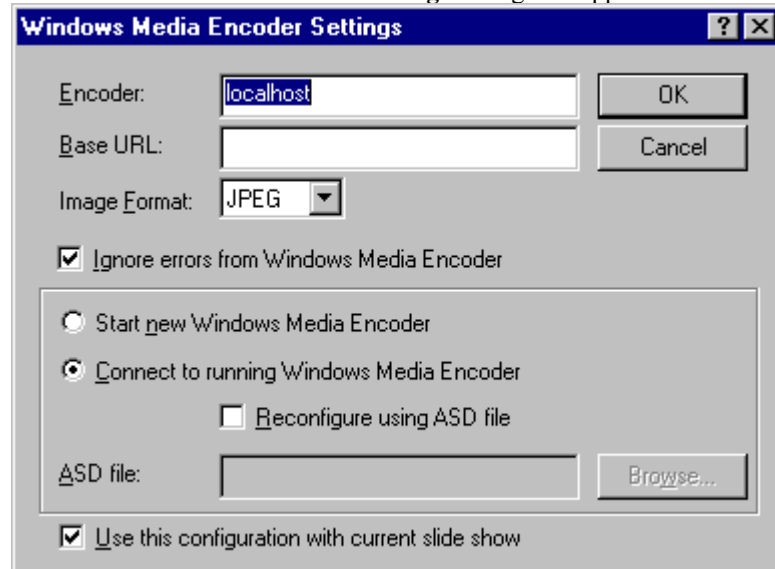 Windows Media Encoder Settings ? X
Encoder: localhost OK
Base URL: Cancel
Image Format: JPEG
Ignore errors from Windows Media Encoder
Start new Windows Media Encoder
Connect to running Windows Media Encoder
Reconfigure using ASD file
ASD file: Browse...
Use this configuration with current slide show